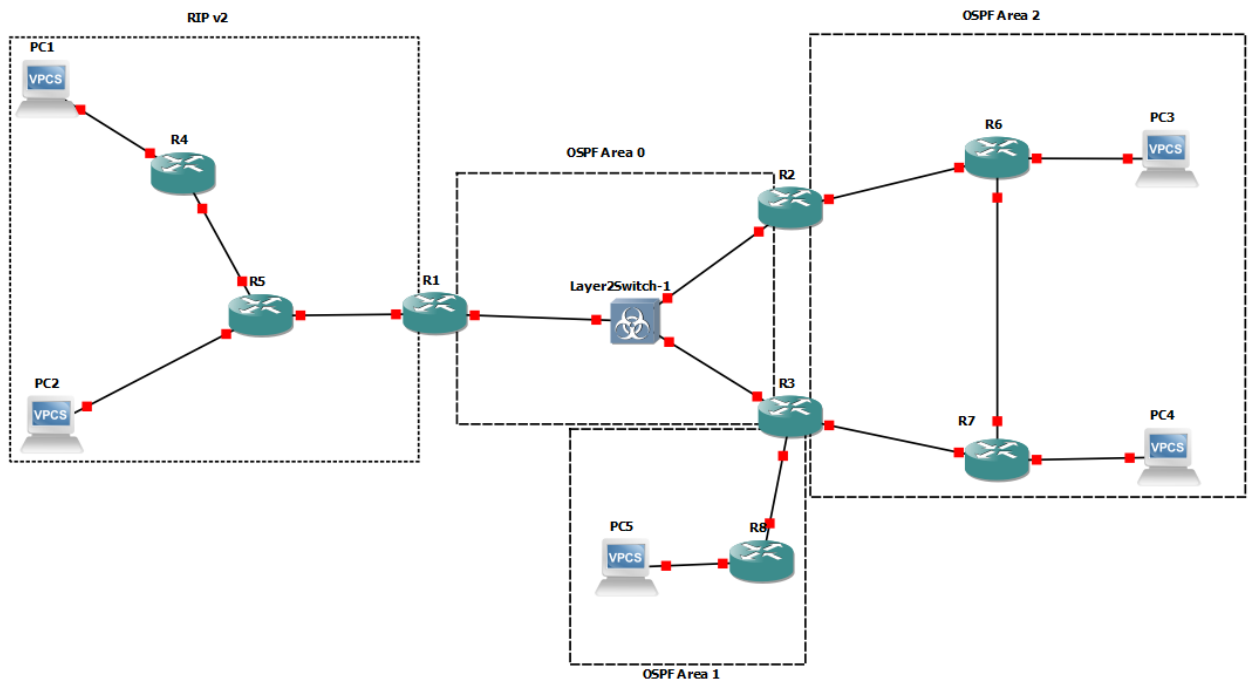 RIP v2
OSPF Area 2
PC1
VPCS
R4
R6
PC3
VPCS
OSPF Area 0
R2
R5
R1
Layer2Switch-1
PC2
VPCS
R3
R7
PC4
VPCS
PC5
VPCS
R8
OSPF Area 1